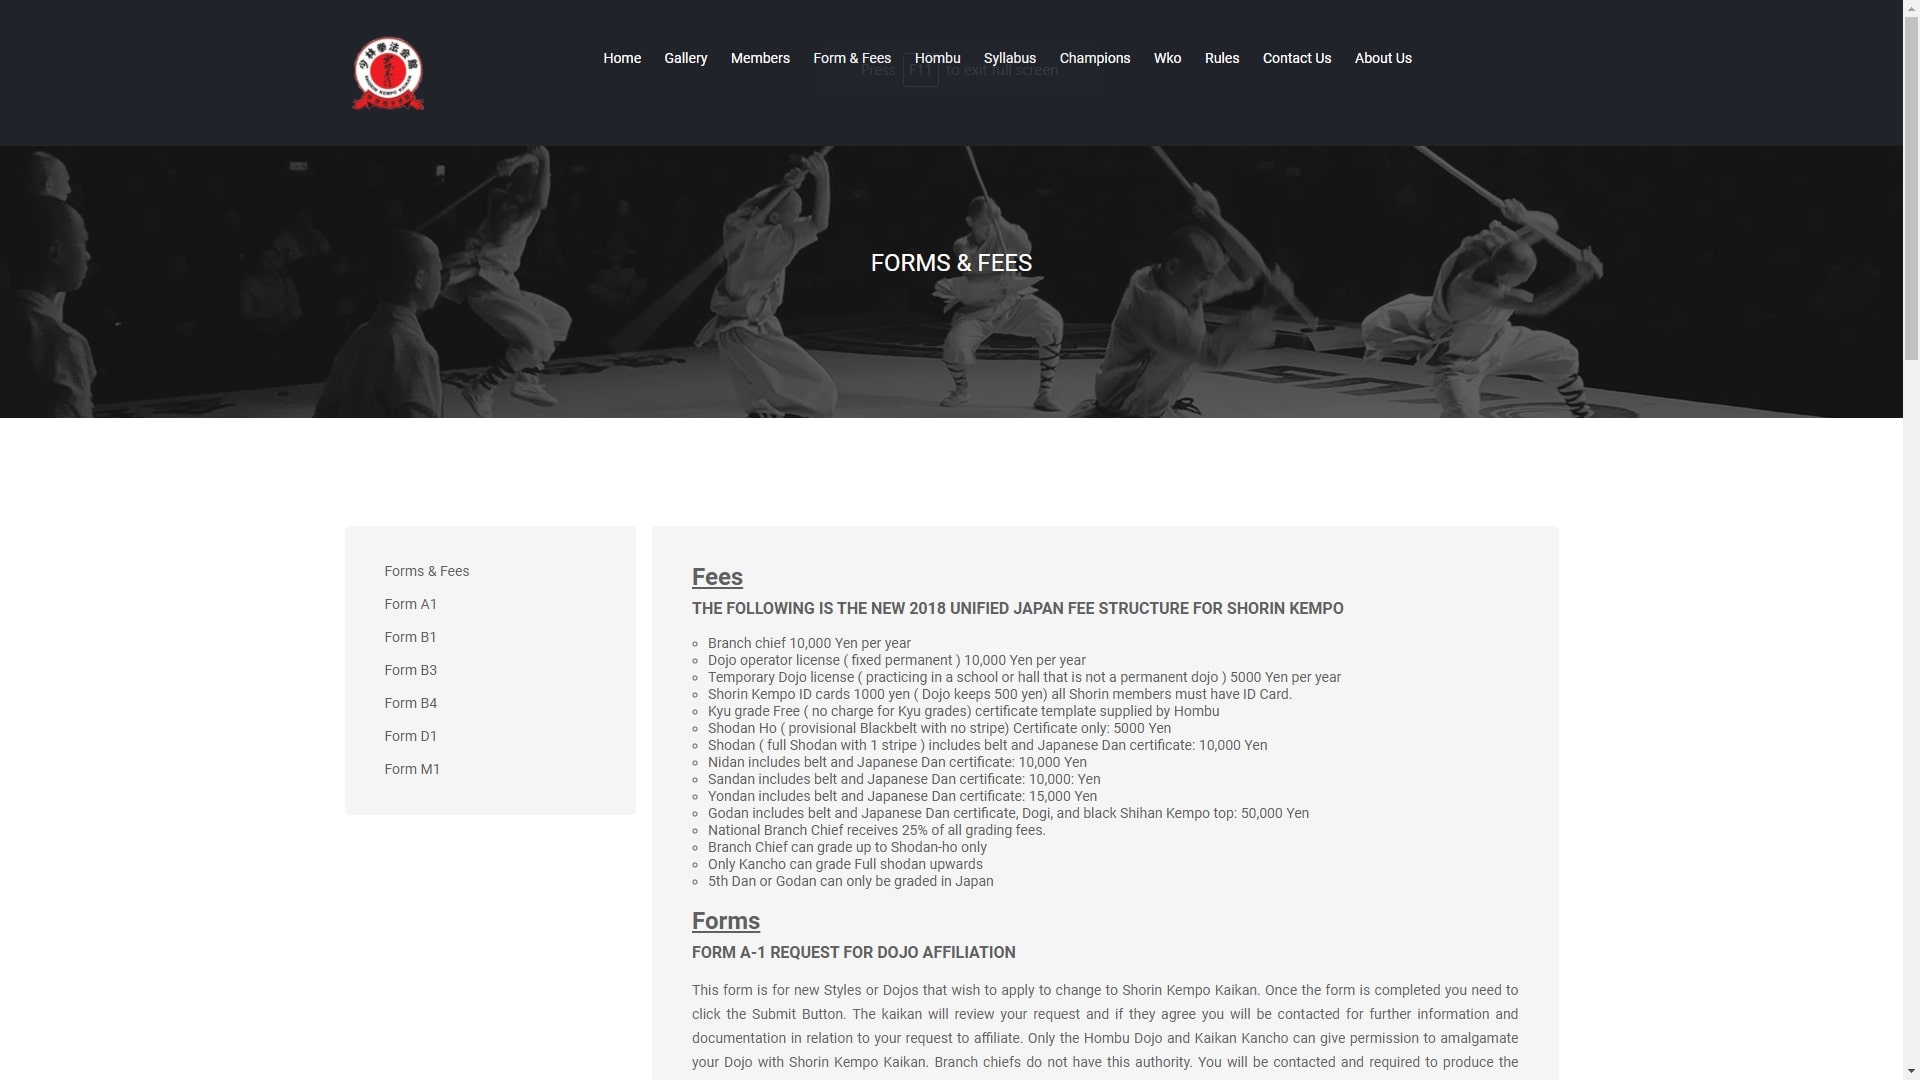 少林拳法会館
SHORIN KEMPO KAIKAN
Home Gallery Members Form & Fees Hombu Syllabus Champions Wko Rules Contact Us About Us
Press F11 to exit full screen
FORMS & FEES
Forms & Fees
Form A1
Form B1
Form B3
Form B4
Form D1
Form M1
Fees
THE FOLLOWING IS THE NEW 2018 UNIFIED JAPAN FEE STRUCTURE FOR SHORIN KEMPO
Branch chief 10,000 Yen per year
Dojo operator license ( fixed permanent ) 10,000 Yen per year
Temporary Dojo license ( practicing in a school or hall that is not a permanent dojo ) 5000 Yen per year
Shorin Kempo ID cards 1000 yen ( Dojo keeps 500 yen) all Shorin members must have ID Card.
Kyu grade Free ( no charge for Kyu grades) certificate template supplied by Hombu
Shodan Ho ( provisional Blackbelt with no stripe) Certificate only: 5000 Yen
Shodan ( full Shodan with 1 stripe ) includes belt and Japanese Dan certificate: 10,000 Yen
Nidan includes belt and Japanese Dan certificate: 10,000 Yen
Sandan includes belt and Japanese Dan certificate: 10,000: Yen
Yondan includes belt and Japanese Dan certificate: 15,000 Yen
Godan includes belt and Japanese Dan certificate, Dogi, and black Shihan Kempo top: 50,000 Yen
National Branch Chief receives 25% of all grading fees.
Branch Chief can grade up to Shodan-ho only
Only Kancho can grade Full shodan upwards
5th Dan or Godan can only be graded in Japan
Forms
FORM A-1 REQUEST FOR DOJO AFFILIATION
This form is for new Styles or Dojos that wish to apply to change to Shorin Kempo Kaikan. Once the form is completed you need to
click the Submit Button. The kaikan will review your request and if they agree you will be contacted for further information and
documentation in relation to your request to affiliate. Only the Hombu Dojo and Kaikan Kancho can give permission to amalgamate
your Dojo with Shorin Kempo Kaikan. Branch chiefs do not have this authority. You will be contacted and required to produce the